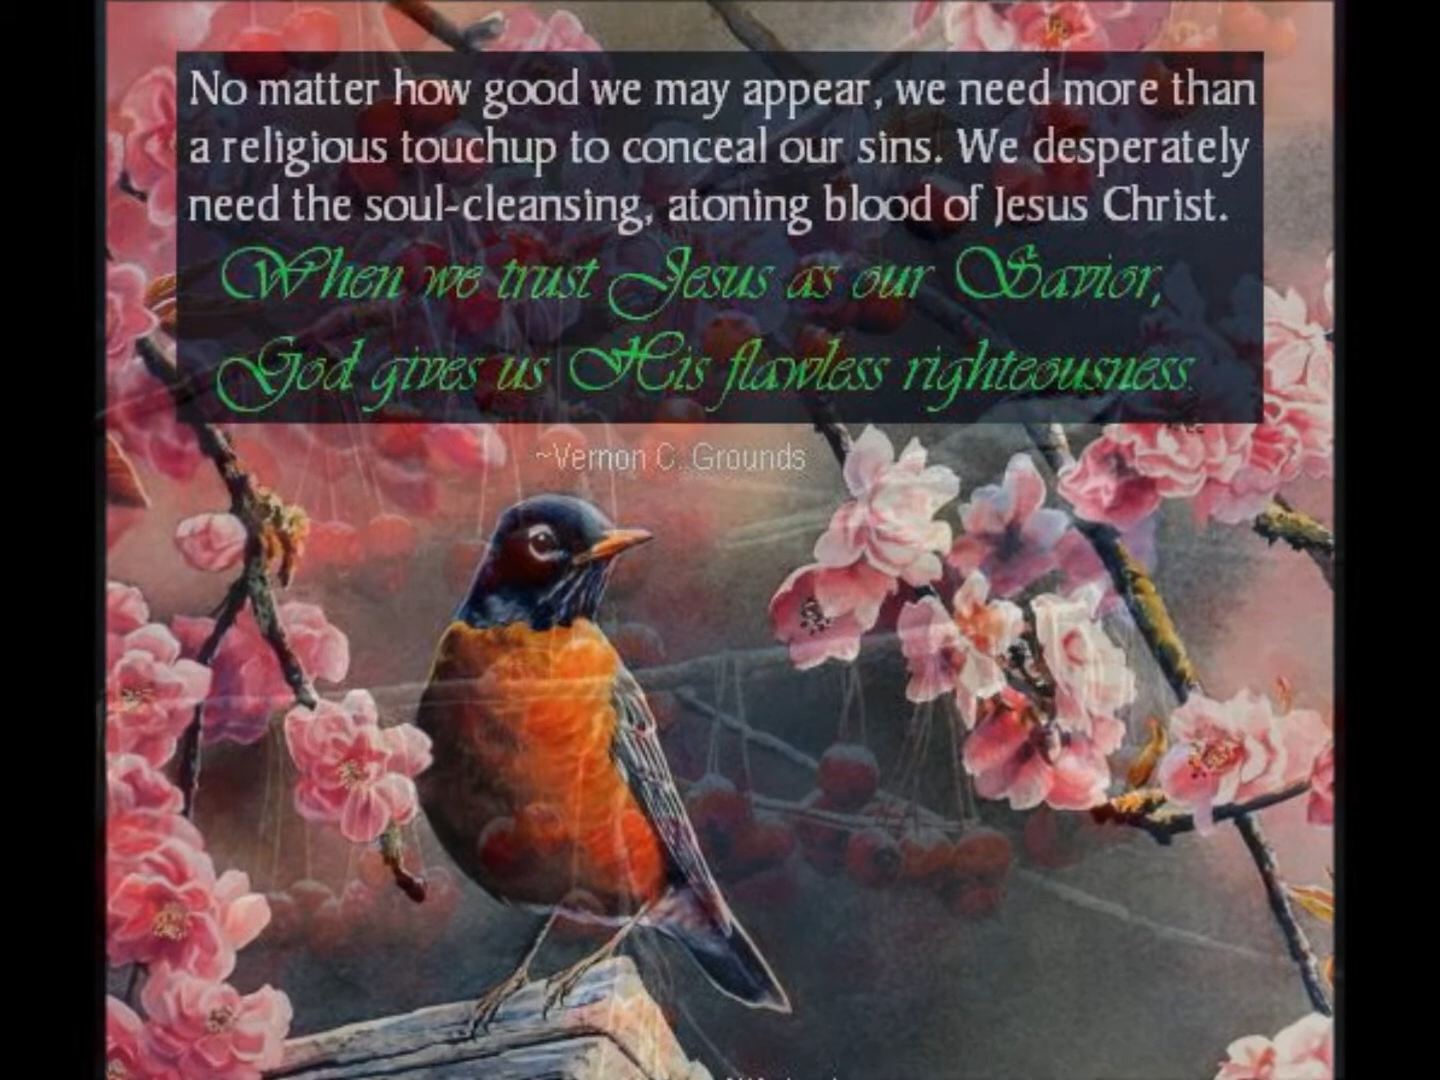 No matter how good we may appear, we need more than
a religious touchup to conceal our sins. We desperately
need the soul-cleansing, atoning blood of Jesus Christ.
When we trust Jesus as our Savior,
God gives us His flawless righteousness.
~Vernon C. Grounds